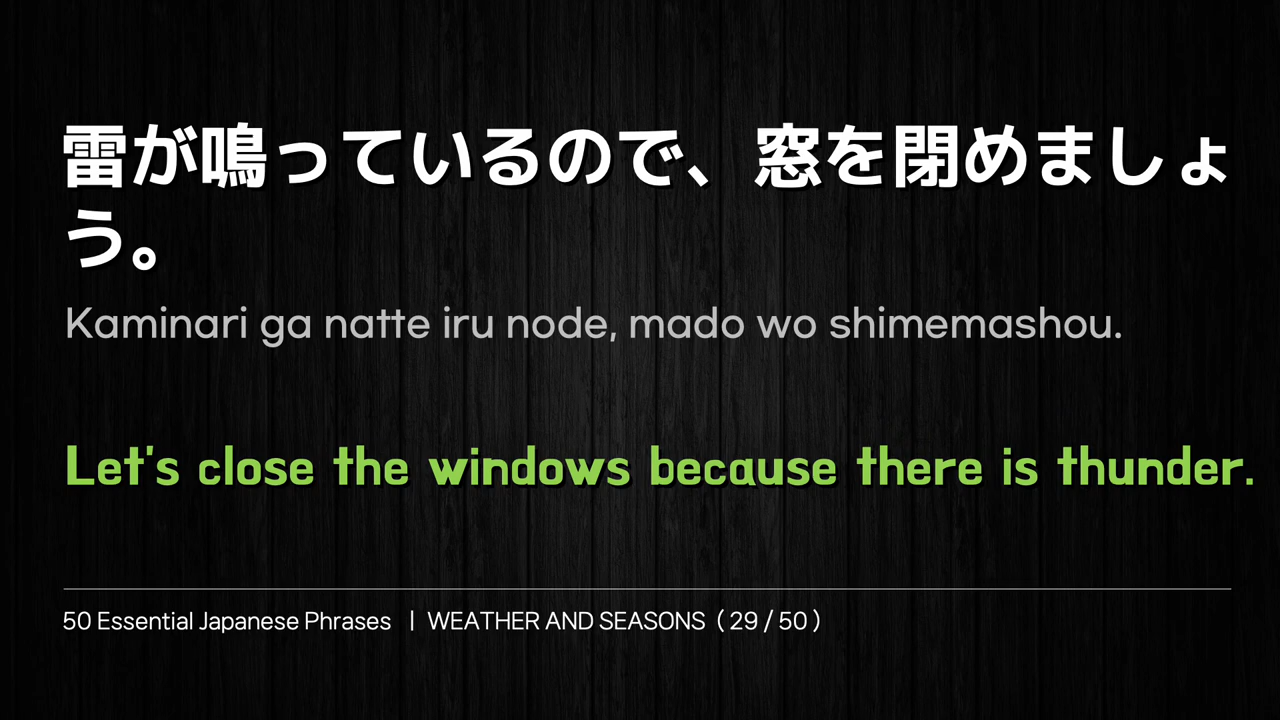 雷が鳴っているので、窓を閉めましょ
う。
Kaminari ga natte iru node, mado wo shimemashou.
Let's close the windows because there is thunder.
50 Essential Japanese Phrases | WEATHER AND SEASONS ( 29 / 50 )